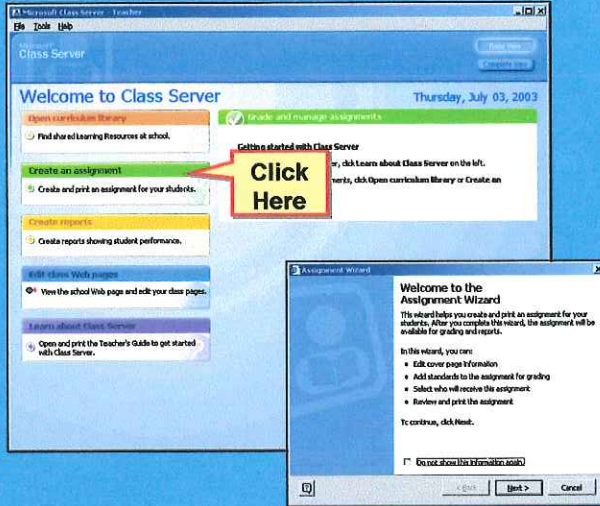 Microsoft Class Server - Teacher
File Tools Help
Microsoft
Class Server
Basic View
Complete View
Welcome to Class Server
Thursday, July 03, 2003
Open curriculum library
Find shared Learning Resources at school.
Create an assignment
Create and print an assignment for your students.
Create reports
Create reports showing student performance.
Edit class Web pages
View the school Web page and edit your class pages.
Learn about Class Server
Open and print the Teacher's Guide to get started
with Class Server.
Grade and manage assignments
Getting started with Class Server
er, click Learn about Class Server on the left.
ments, click Open curriculum library or Create an
Click
Here
Assignment Wizard
Welcome to the
Assignment Wizard
This wizard helps you create and print an assignment for your
students. After you complete this wizard, the assignment will be
available for grading and reports.
In this wizard, you can:
• Edit cover page information
• Add standards to the assignment for grading
• Select who will receive this assignment
• Review and print the assignment
To continue, click Next.
Do not show this information again.
< Back
Next >
Cancel